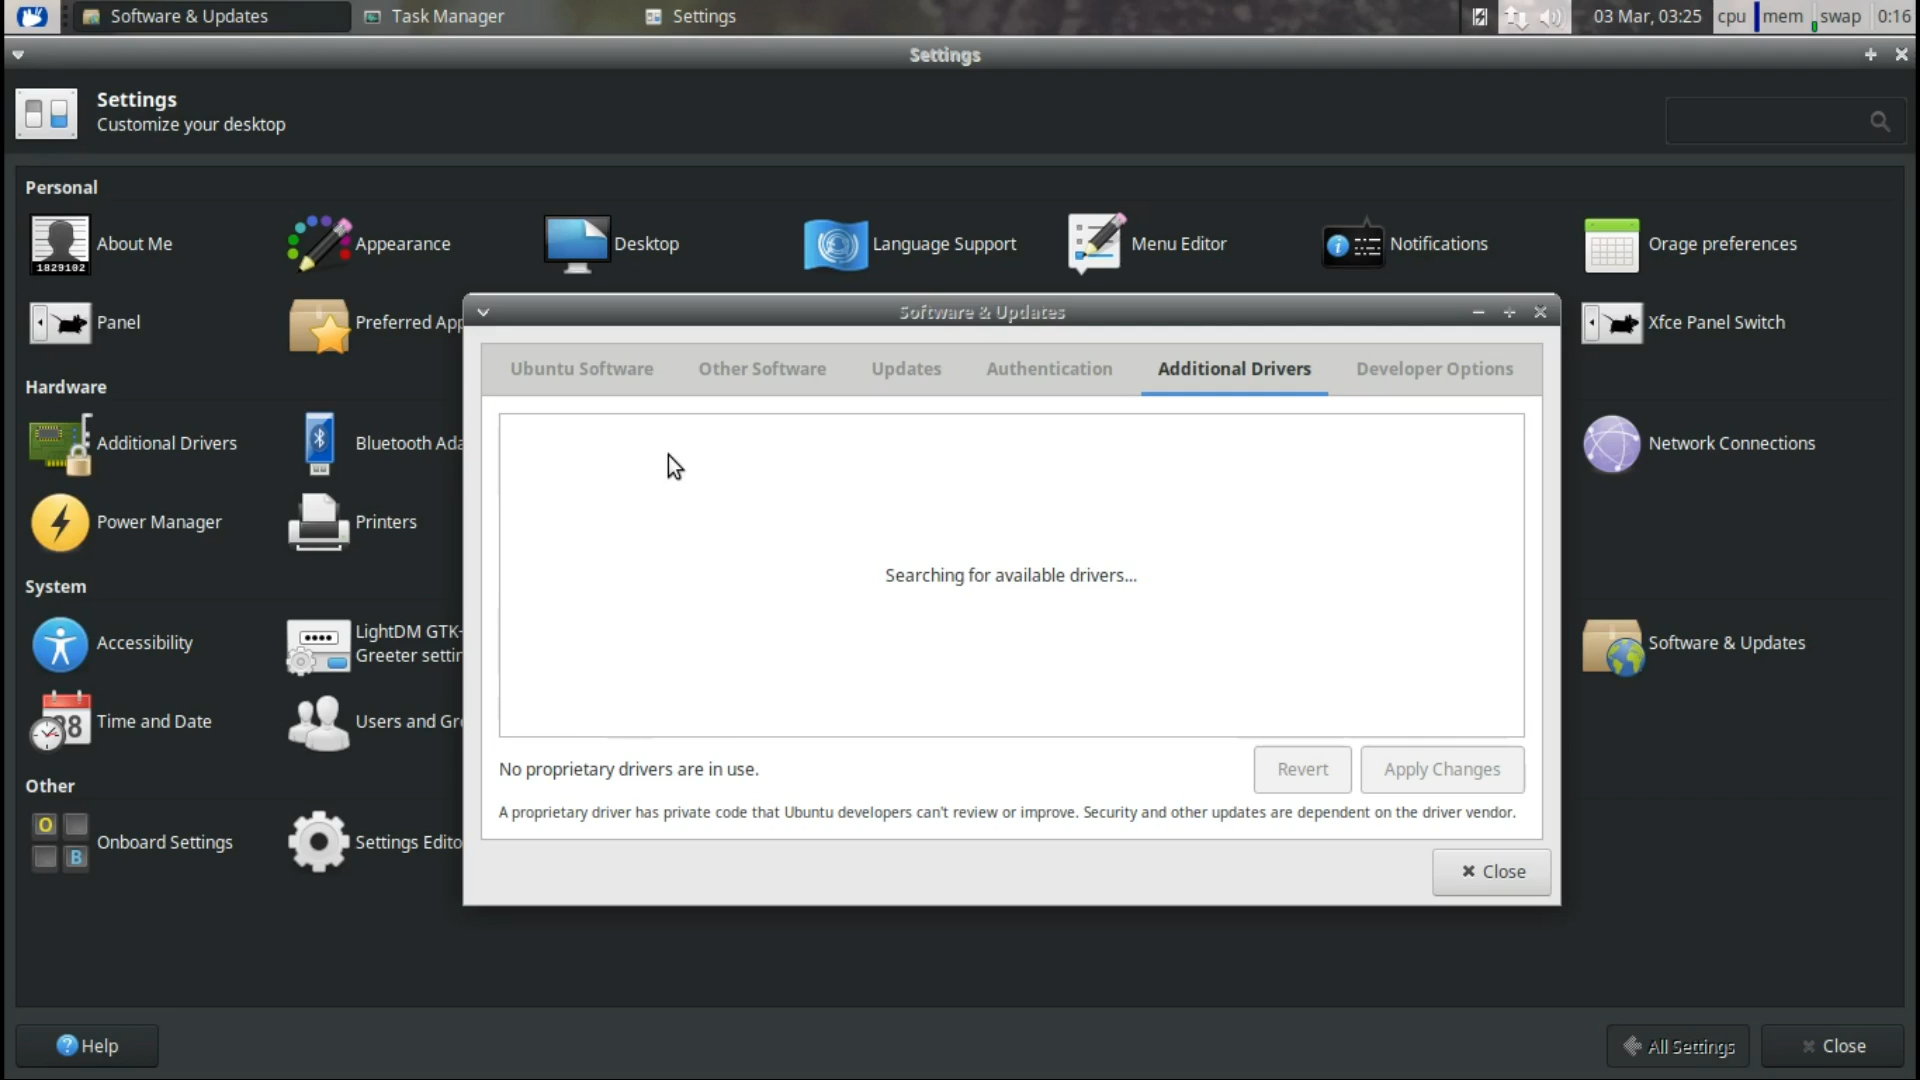 Software & Updates
Task Manager
Settings
03 Mar, 03:25
cpu
mem
swap
0:16
Settings
Settings
Customize your desktop
Personal
About Me
Appearance
Desktop
Language Support
Menu Editor
Notifications
Orage preferences
1829102
Panel
Preferred App
Xfce Panel Switch
Software & Updates
Ubuntu Software
Other Software
Updates
Authentication
Additional Drivers
Developer Options
Hardware
Additional Drivers
Bluetooth Ada
Network Connections
Power Manager
Printers
Searching for available drivers...
System
Accessibility
LightDM GTK-
Greeter settin
Software & Updates
Time and Date
Users and Gro
No proprietary drivers are in use.
Revert
Apply Changes
A proprietary driver has private code that Ubuntu developers can't review or improve. Security and other updates are dependent on the driver vendor.
Other
Onboard Settings
O
B
Settings Edito
Close
Help
All Settings
Close